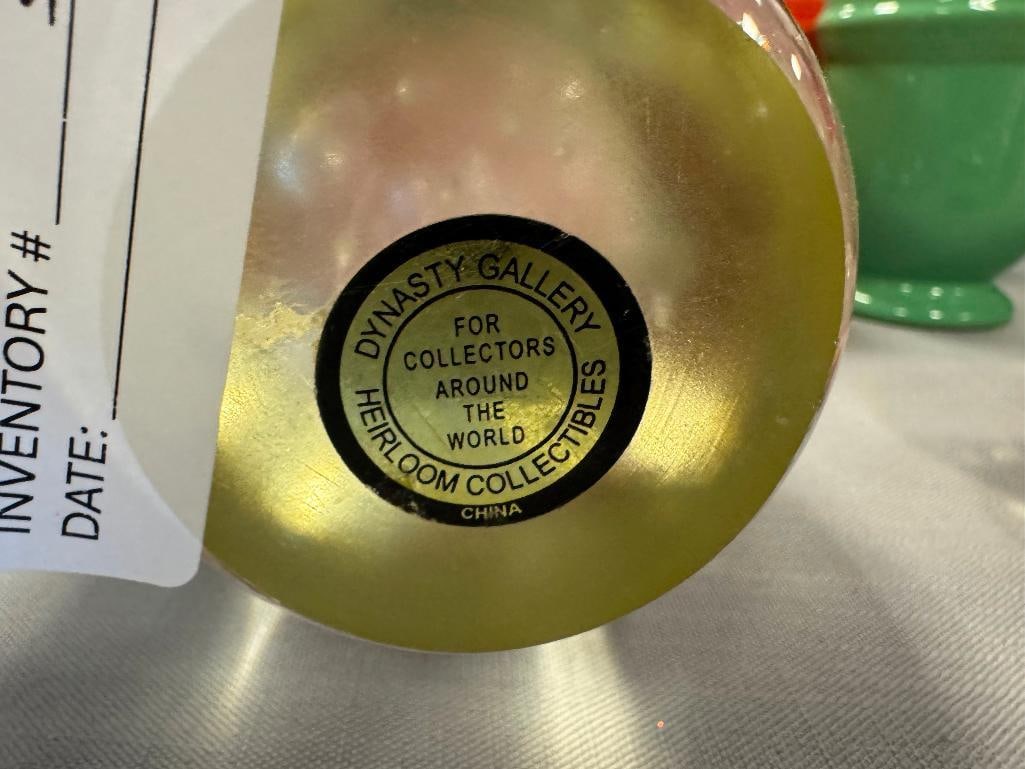 INVENTORY #
DATE:
DYNASTY GALLERY
FOR
COLLECTORS
AROUND
THE
WORLD
HEIRLOOM COLLECTIBLES
CHINA